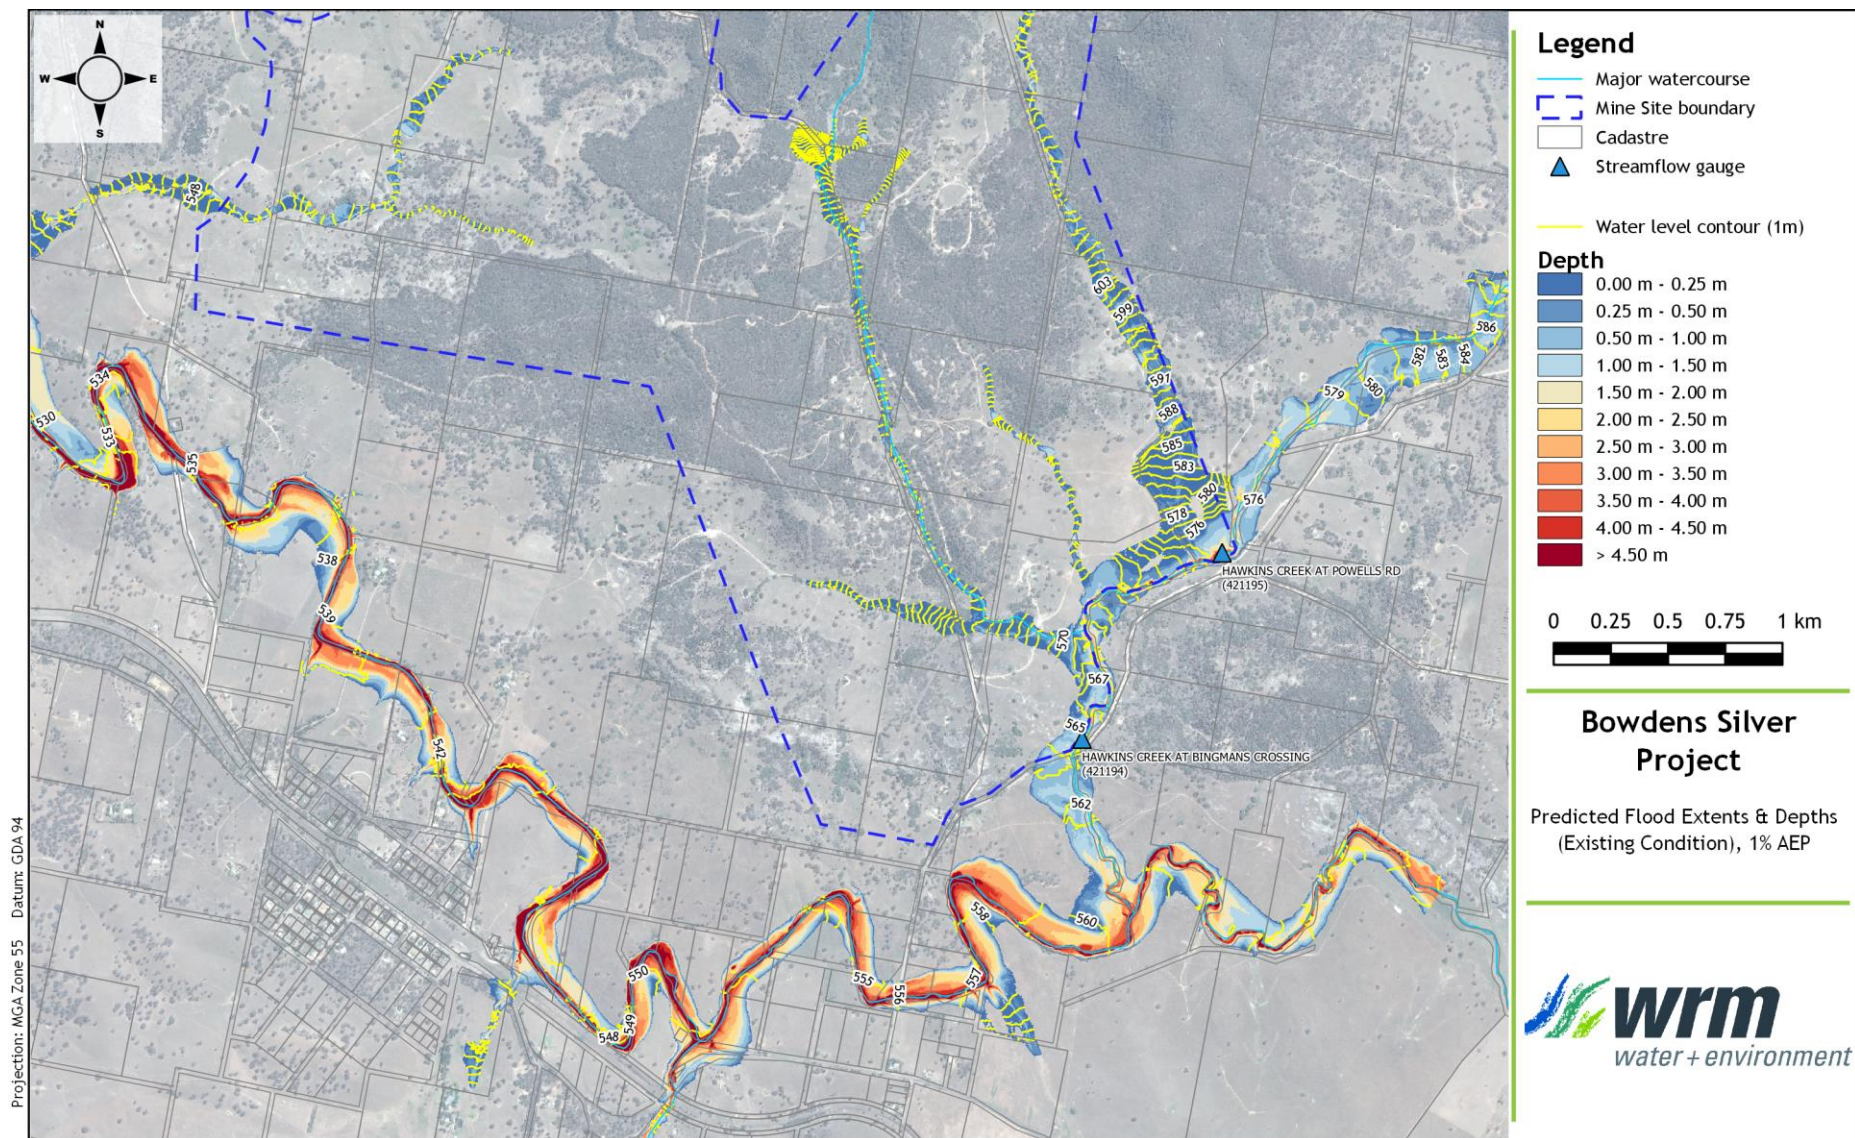 N
W
E
S
548
534
530
533
535
538
539
542
548
549
550
555
556
557
558
560
562
565
567
570
576
578
580
583
585
588
591
599
603
576
579
580
582
583
584
586
HAWKINS CREEK AT POWELLS RD
(421195)
HAWKINS CREEK AT BINGMANS CROSSING
(421194)
Projection: MGA Zone 55 Datum: GDA 94
Legend
Major watercourse
Mine Site boundary
Cadastre
Streamflow gauge
Water level contour (1m)
Depth
0.00 m - 0.25 m
0.25 m - 0.50 m
0.50 m - 1.00 m
1.00 m - 1.50 m
1.50 m - 2.00 m
2.00 m - 2.50 m
2.50 m - 3.00 m
3.00 m - 3.50 m
3.50 m - 4.00 m
4.00 m - 4.50 m
> 4.50 m
0 0.25 0.5 0.75 1 km
Bowdens Silver
Project
Predicted Flood Extents & Depths
(Existing Condition), 1% AEP
wrm
water + environment